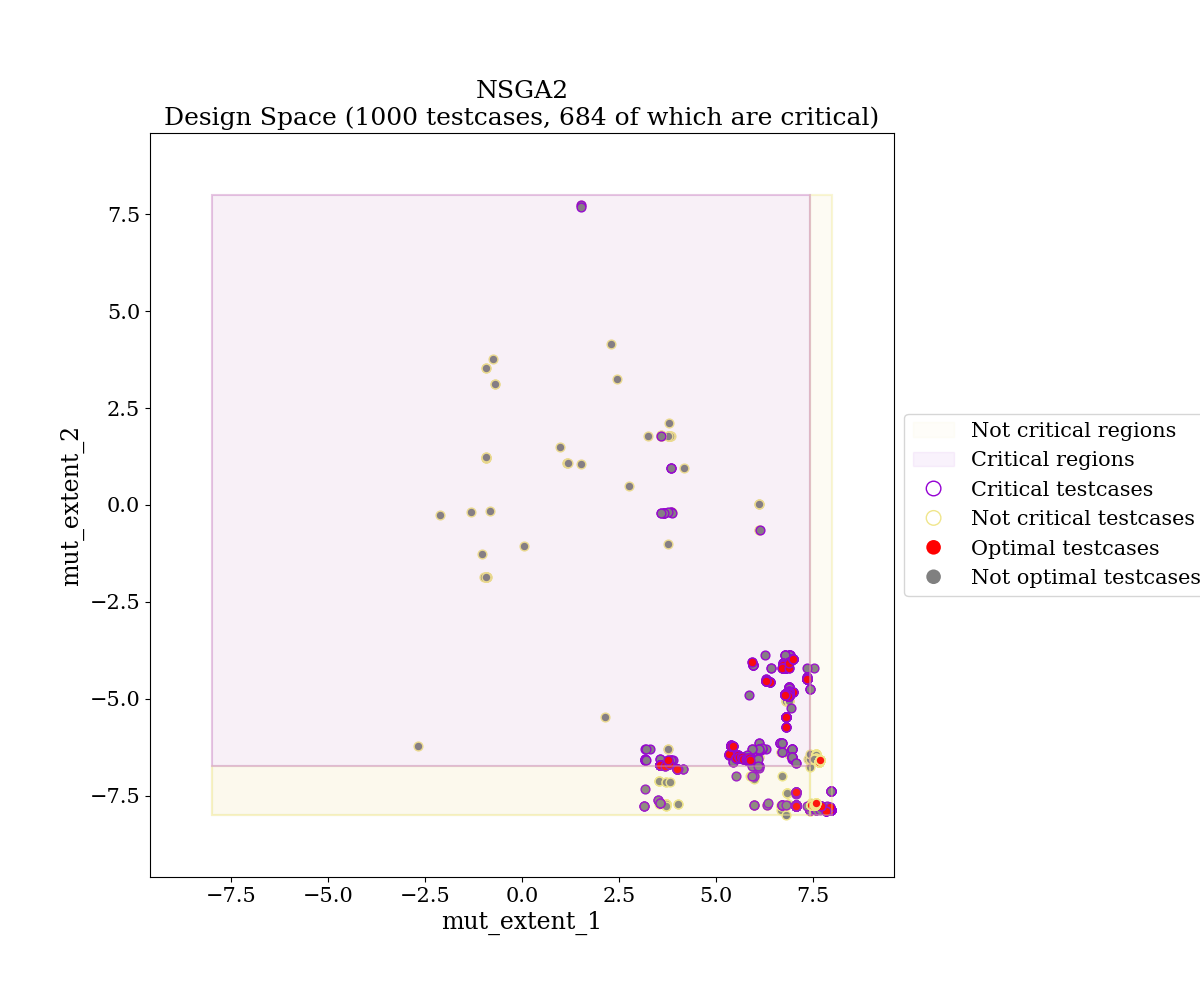 NSGA2
Design Space (1000 testcases, 684 of which are critical)
mut_extent_2
7.5
5.0
2.5
0.0
−2.5
−5.0
−7.5
−7.5
−5.0
−2.5
0.0
2.5
5.0
7.5
mut_extent_1
Not critical regions
Critical regions
Critical testcases
Not critical testcases
Optimal testcases
Not optimal testcases